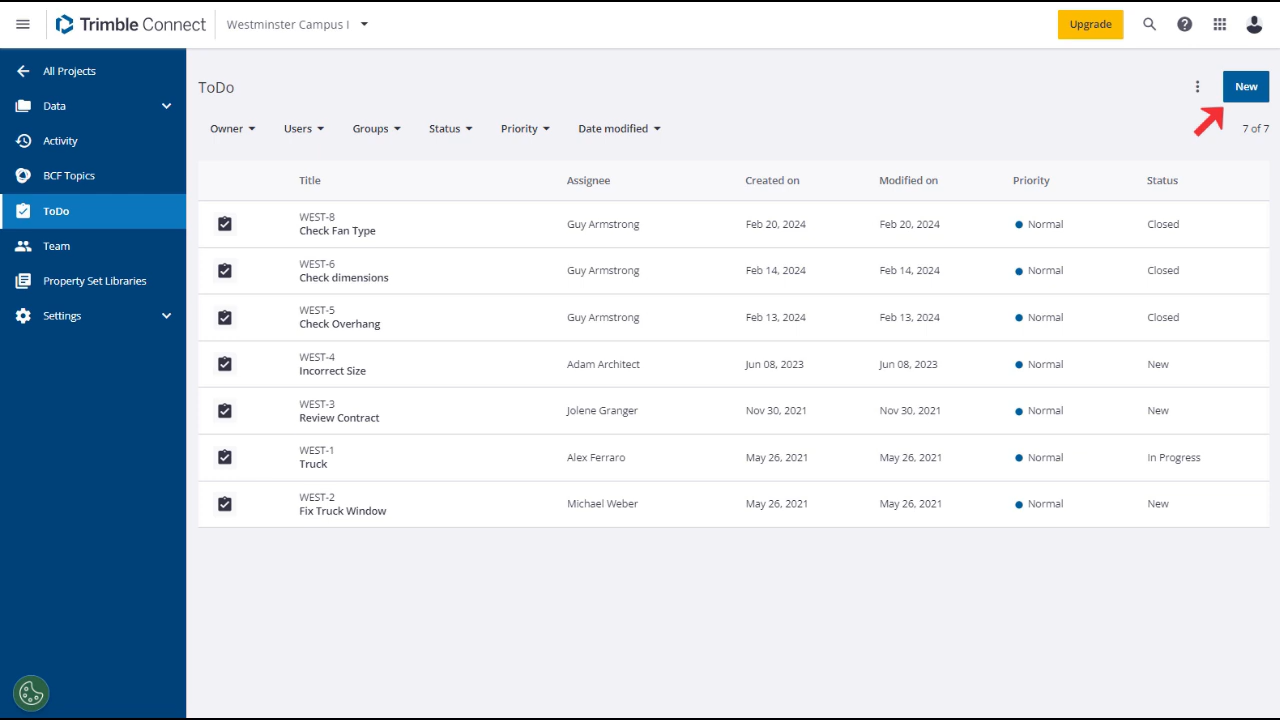 Trimble Connect
Westminster Campus I
Upgrade
All Projects
Data
Activity
BCF Topics
ToDo
Team
Property Set Libraries
Settings
ToDo
New
Owner Users Groups Status Priority Date modified
7 of 7
Title Assignee Created on Modified on Priority Status
WEST-8
Check Fan Type Guy Armstrong Feb 20, 2024 Feb 20, 2024 Normal Closed
WEST-6
Check dimensions Guy Armstrong Feb 14, 2024 Feb 14, 2024 Normal Closed
WEST-5
Check Overhang Guy Armstrong Feb 13, 2024 Feb 13, 2024 Normal Closed
WEST-4
Incorrect Size Adam Architect Jun 08, 2023 Jun 08, 2023 Normal New
WEST-3
Review Contract Jolene Granger Nov 30, 2021 Nov 30, 2021 Normal New
WEST-1
Truck Alex Ferraro May 26, 2021 May 26, 2021 Normal In Progress
WEST-2
Fix Truck Window Michael Weber May 26, 2021 May 26, 2021 Normal New